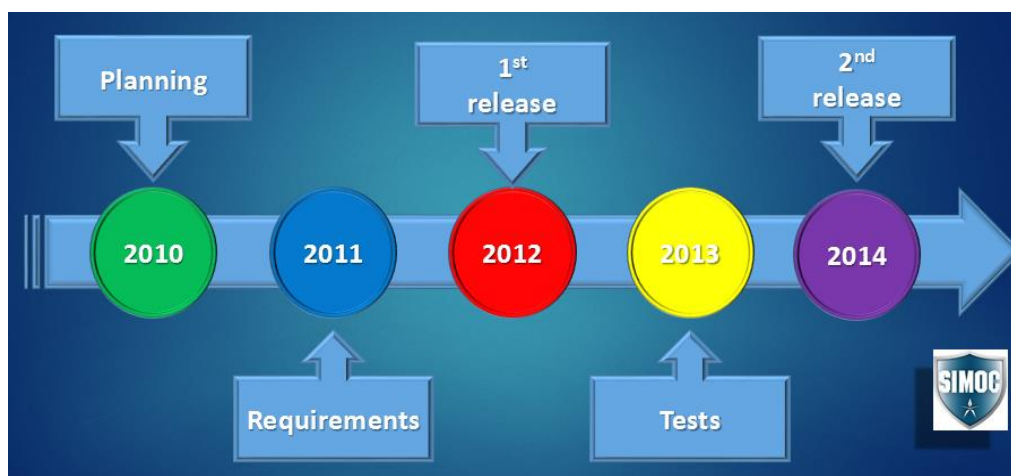 Planning
1st
release
2nd
release
2010
2011
2012
2013
2014
Requirements
Tests
SIMOC